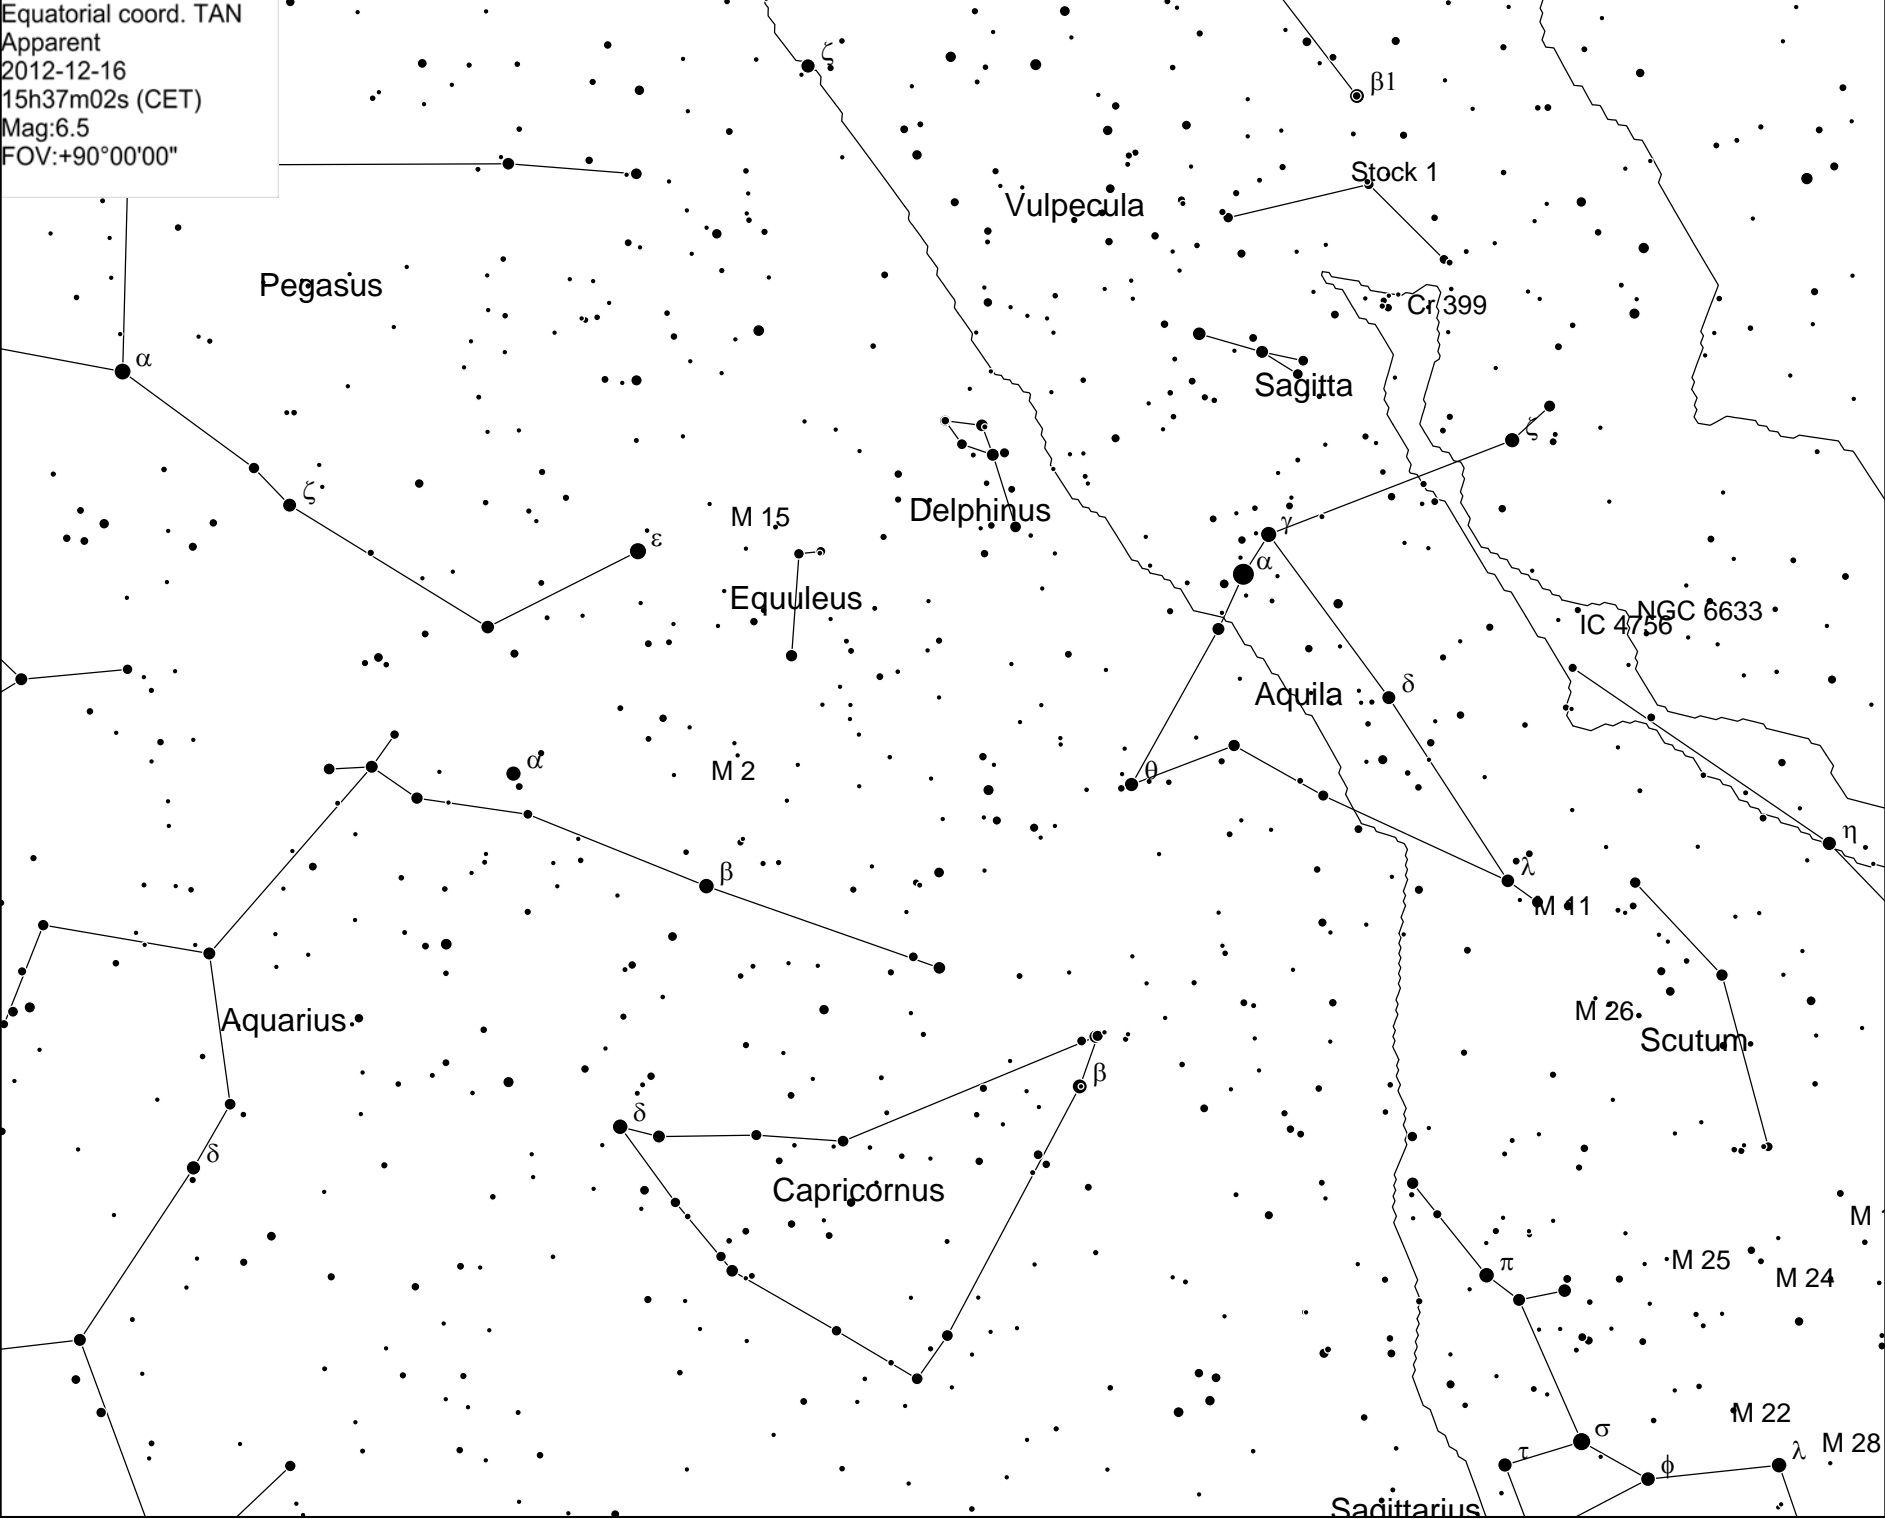 Equatorial coord. TAN
Apparent
2012-12-16
15h37m02s (CET)
Mag:6.5
FOV:+90°00'00"
ζ
β1
Stock 1
Vulpecula
Pegasus
Cr 399
α
Sagitta
ζ
ζ
M 15
Delphinus
γ
ε
α
Equuleus
NGC 6633
IC 4756
δ
Aquila
α
M 2
θ
η
β
λ
M 11
M 26
Aquarius
Scutum
β
δ
δ
Capricornus
M
π
M 25
M 24
M 22
σ
τ
M 28
λ
φ
Sagittarius